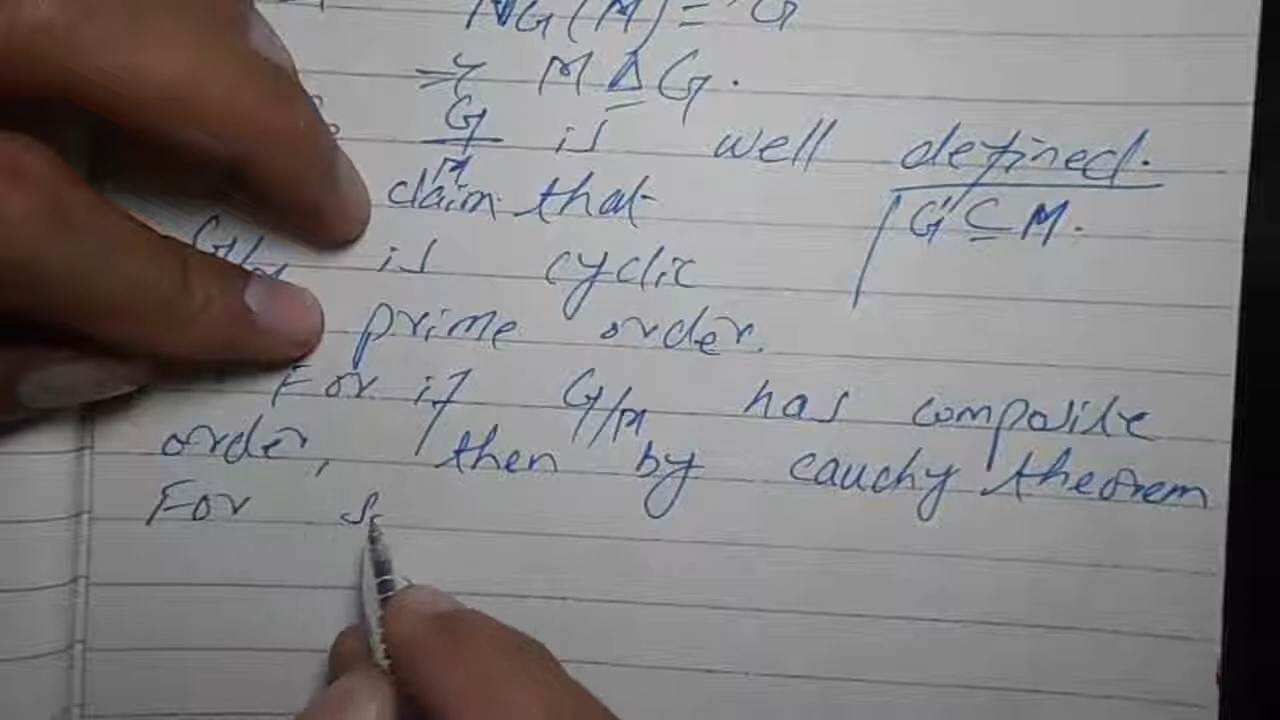 NG(M) = G
⇒ M ⊴ G.
G/M is well defined.
claim that
G' ⊆ M.
G/M is cyclic
prime order.
For if G/M has composite
order, then by cauchy theorem
For s